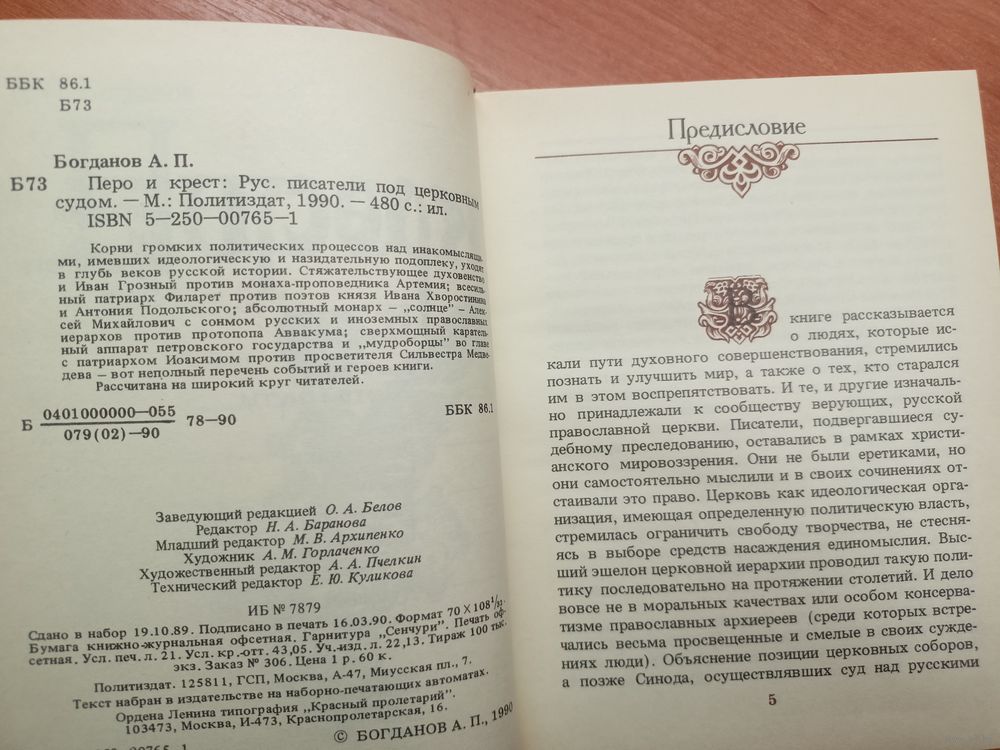 ББК 86.1
Б73
Богданов А. П.
Б73 Перо и крест: Рус. писатели под церковным
судом. — М.: Политиздат, 1990. — 480 с.: ил.
ISBN 5—250—00765—1
Корни громких политических процессов над инакомыслящи-
ми, имевших идеологическую и назидательную подоплеку, уходят
в глубь веков русской истории. Стяжательствующее духовенство
и Иван Грозный против монаха-проповедника Артемия; всесиль-
ный патриарх Филарет против поэтов князя Ивана Хворостинина
и Антония Подольского; абсолютный монарх – „солнце" – Алек-
сей Михайлович с сонмом русских и иноземных православных
иерархов против протопопа Аввакума; сверхмощный каратель-
ный аппарат петровского государства и „мудроборцы" во главе
с патриархом Иоакимом против просветителя Сильвестра Медве-
дева – вот неполный перечень событий и героев книги.
Рассчитана на широкий круг читателей.
Б 0401000000—055
079(02)—90 78—90
ББК 86.1
Заведующий редакцией О. А. Белов
Редактор Н. А. Баранова
Младший редактор М. В. Архипенко
Художник А. М. Горлаченко
Художественный редактор А. А. Пчелкин
Технический редактор Е. Ю. Куликова
ИБ № 7879
Сдано в набор 19.10.89. Подписано в печать 16.03.90. Формат 70 × 108 1/32.
Бумага книжно-журнальная офсетная. Гарнитура „Сенчури". Печать оф-
сетная. Усл. печ. л. 21. Усл. кр.-отт. 43,05. Уч.-изд. л. 22,13. Тираж 100 тыс.
экз. Заказ № 306. Цена 1 р. 60 к.
Политиздат. 125811, ГСП, Москва, А-47, Миусская пл., 7.
Текст набран в издательстве на наборно-печатающих автоматах.
Ордена Ленина типография „Красный пролетарий".
103473, Москва, И-473, Краснопролетарская, 16.
© БОГДАНОВ А. П., 1990
00765—1
Предисловие
В книге рассказывается
о людях, которые ис-
кали пути духовного совершенствования, стремились
познать и улучшить мир, а также о тех, кто старался
им в этом воспрепятствовать. И те, и другие изначаль-
но принадлежали к сообществу верующих, русской
православной церкви. Писатели, подвергавшиеся су-
дебному преследованию, оставались в рамках христи-
анского мировоззрения. Они не были еретиками, но
они самостоятельно мыслили и в своих сочинениях от-
стаивали это право. Церковь как идеологическая орга-
низация, имеющая определенную политическую власть,
стремилась ограничить свободу творчества, не стесня-
ясь в выборе средств насаждения единомыслия. Выс-
ший эшелон церковной иерархии проводил такую поли-
тику последовательно на протяжении столетий. И дело
вовсе не в моральных качествах или особом консерва-
тизме православных архиереев (среди которых встре-
чались весьма просвещенные и смелые в своих сужде-
ниях люди). Объяснение позиции церковных соборов,
а позже Синода, осуществлявших суд над русскими
5